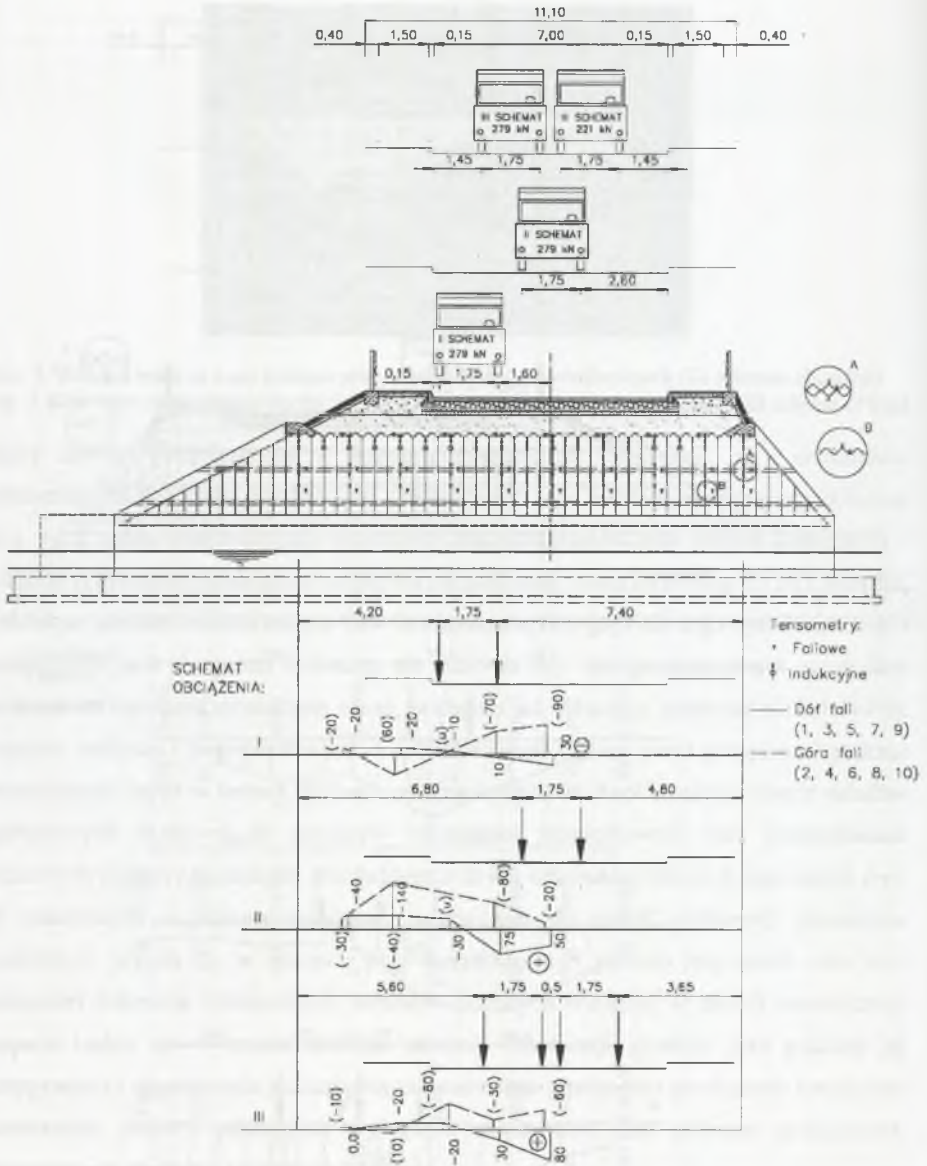 11,10
0,40 1,50 0,15 7,00 0,15 1,50 0,40
III SCHEMAT
279 kN
II SCHEMAT
221 kN
1,45 1,75 1,75 1,45
II SCHEMAT
279 kN
1,75 2,60
I SCHEMAT
279 kN
0,15 1,75 1,60
A
B
A
B
4,20 1,75 7,40
Tensometry:
Faliowe
Indukcyjne
Dół fali
(1, 3, 5, 7, 9)
Góra fali
(2, 4, 6, 8, 10)
SCHEMAT
OBCIĄŻENIA:
I
(-20) -20 (60) -20 (3) -10 (-70) 10 (-90) 30
6,80 1,75 4,80
II
(-30) -40 (-40) -140 (3) -30 (-80) 75 (-20) 50
5,60 1,75 0,5 1,75 3,65
III
(-10) 0,0 -20 (10) (-80) -20 (-30) 30 (-60) 80